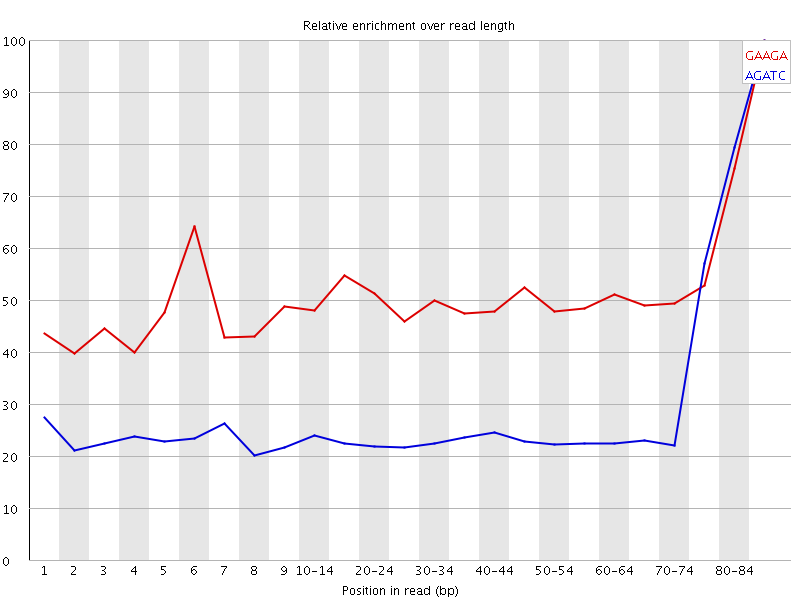 Relative enrichment over read length
100
90
80
70
60
50
40
30
20
10
0
GAAGA
AGATC
1 2 3 4 5 6 7 8 9 10-14 20-24 30-34 40-44 50-54 60-64 70-74 80-84
Position in read (bp)